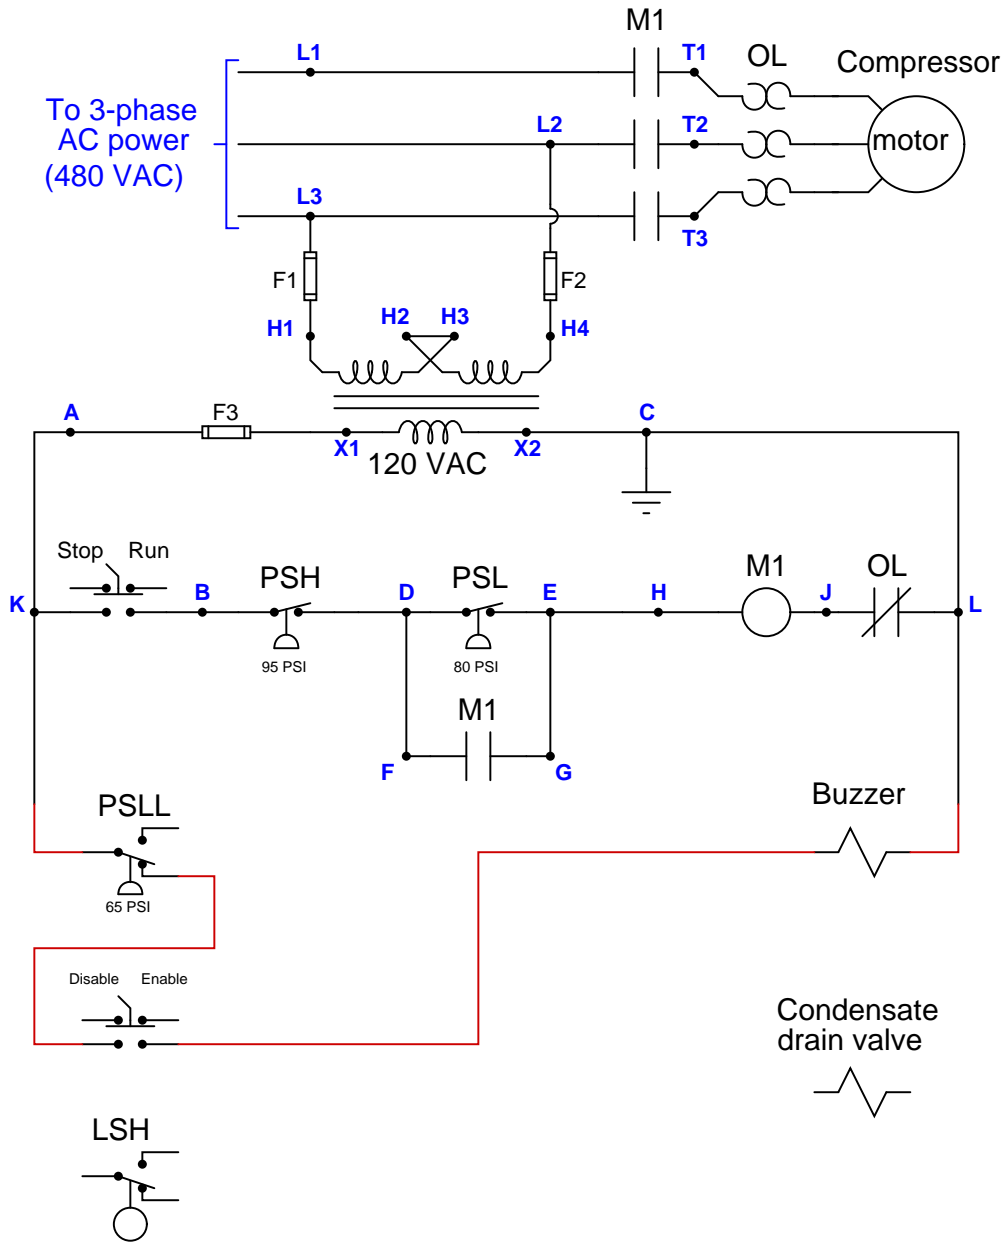 M1
L1
T1
OL
Compressor
To 3-phase
AC power
(480 VAC)
L2
T2
motor
L3
T3
F1
F2
H1
H2
H3
H4
A
F3
X1
120 VAC
X2
C
Stop Run
K
B
PSH
95 PSI
D
PSL
80 PSI
E
H
M1
J
OL
L
M1
F
G
PSLL
65 PSI
Buzzer
Disable Enable
Condensate
drain valve
LSH